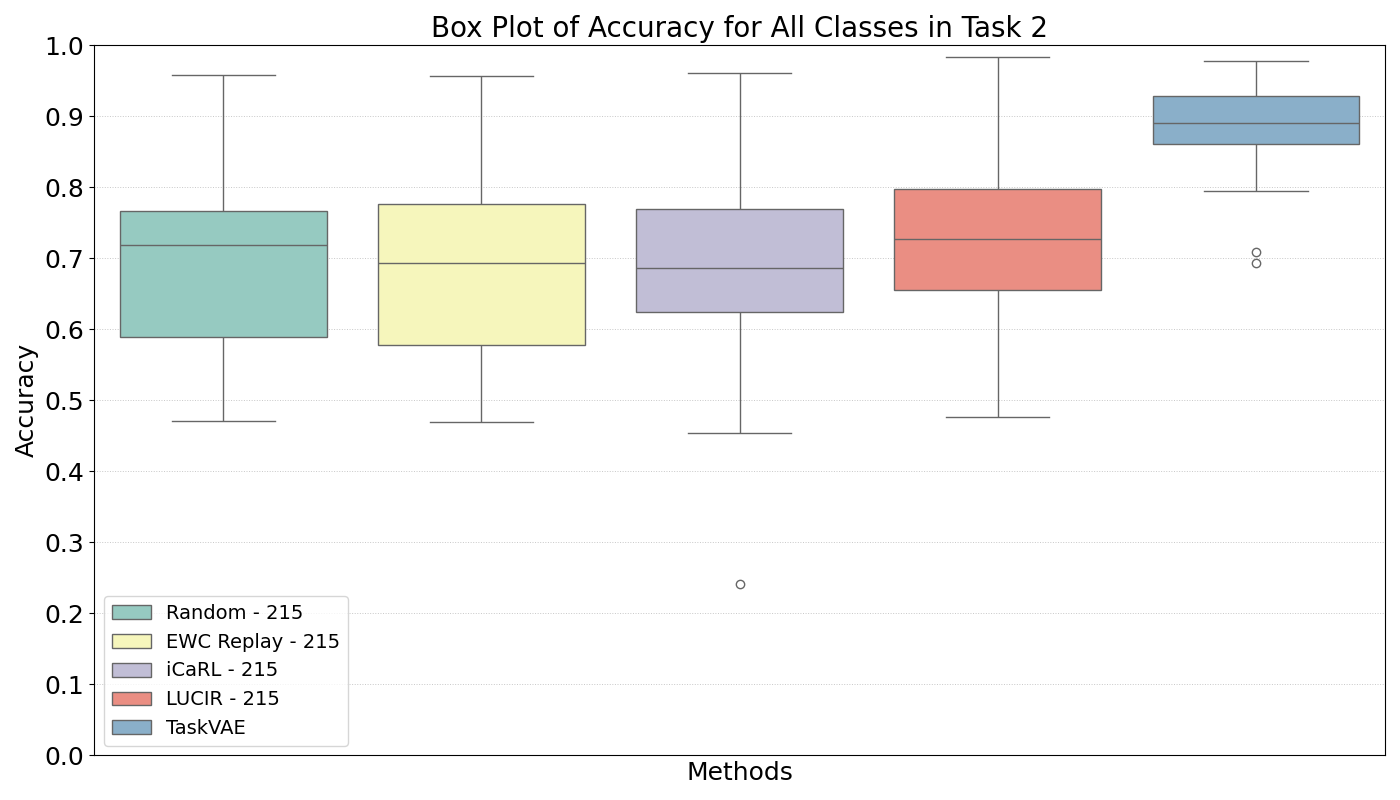 Box Plot of Accuracy for All Classes in Task 2
1.0
0.9
0.8
0.7
0.6
0.5
0.4
0.3
0.2
0.1
0.0
Accuracy
Random - 215
EWC Replay - 215
iCaRL - 215
LUCIR - 215
TaskVAE
Methods